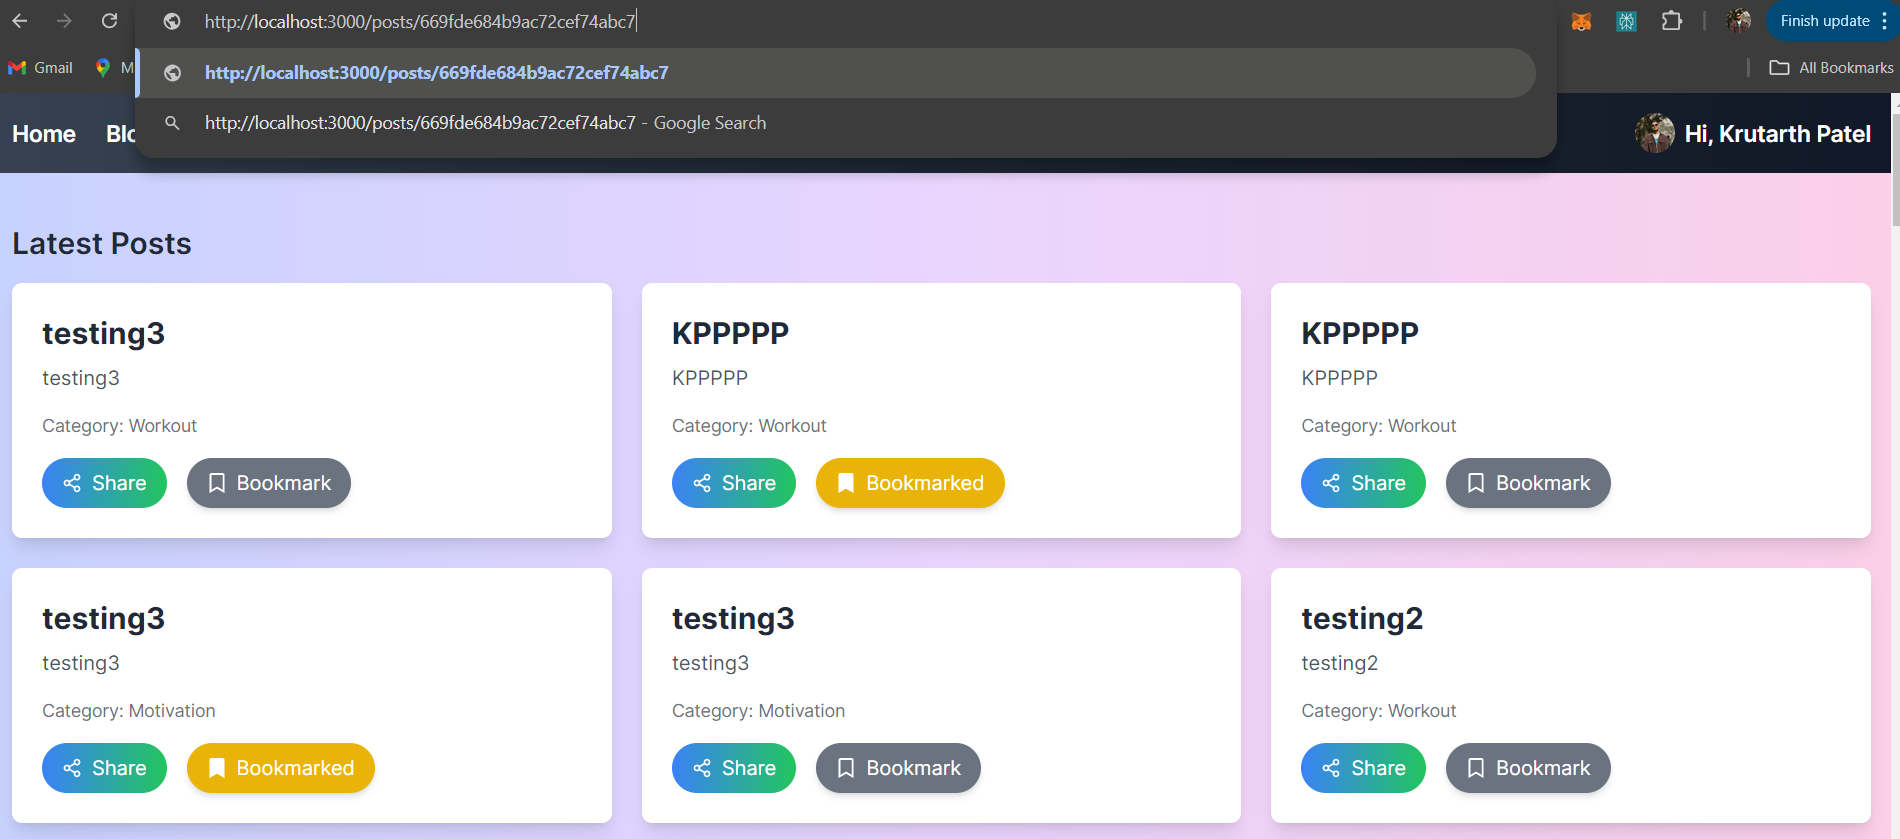 http://localhost:3000/posts/669fde684b9ac72cef74abc7
Finish update
Gmail
M
http://localhost:3000/posts/669fde684b9ac72cef74abc7
All Bookmarks
http://localhost:3000/posts/669fde684b9ac72cef74abc7 - Google Search
Home Blo
Hi, Krutarth Patel
Latest Posts
testing3
testing3
Category: Workout
Share Bookmark
KPPPPP
KPPPPP
Category: Workout
Share Bookmarked
KPPPPP
KPPPPP
Category: Workout
Share Bookmark
testing3
testing3
Category: Motivation
Share Bookmarked
testing3
testing3
Category: Motivation
Share Bookmark
testing2
testing2
Category: Workout
Share Bookmark